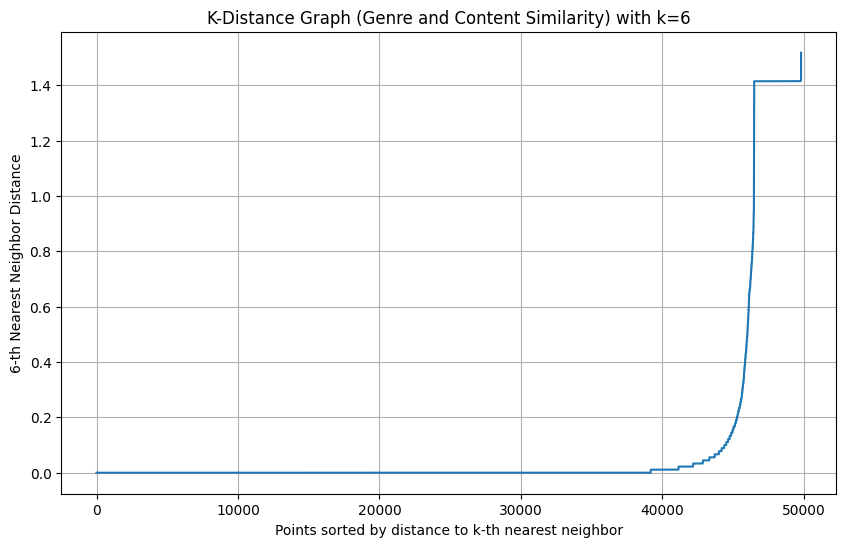 K-Distance Graph (Genre and Content Similarity) with k=6
6-th Nearest Neighbor Distance
1.4
1.2
1.0
0.8
0.6
0.4
0.2
0.0
0 10000 20000 30000 40000 50000
Points sorted by distance to k-th nearest neighbor